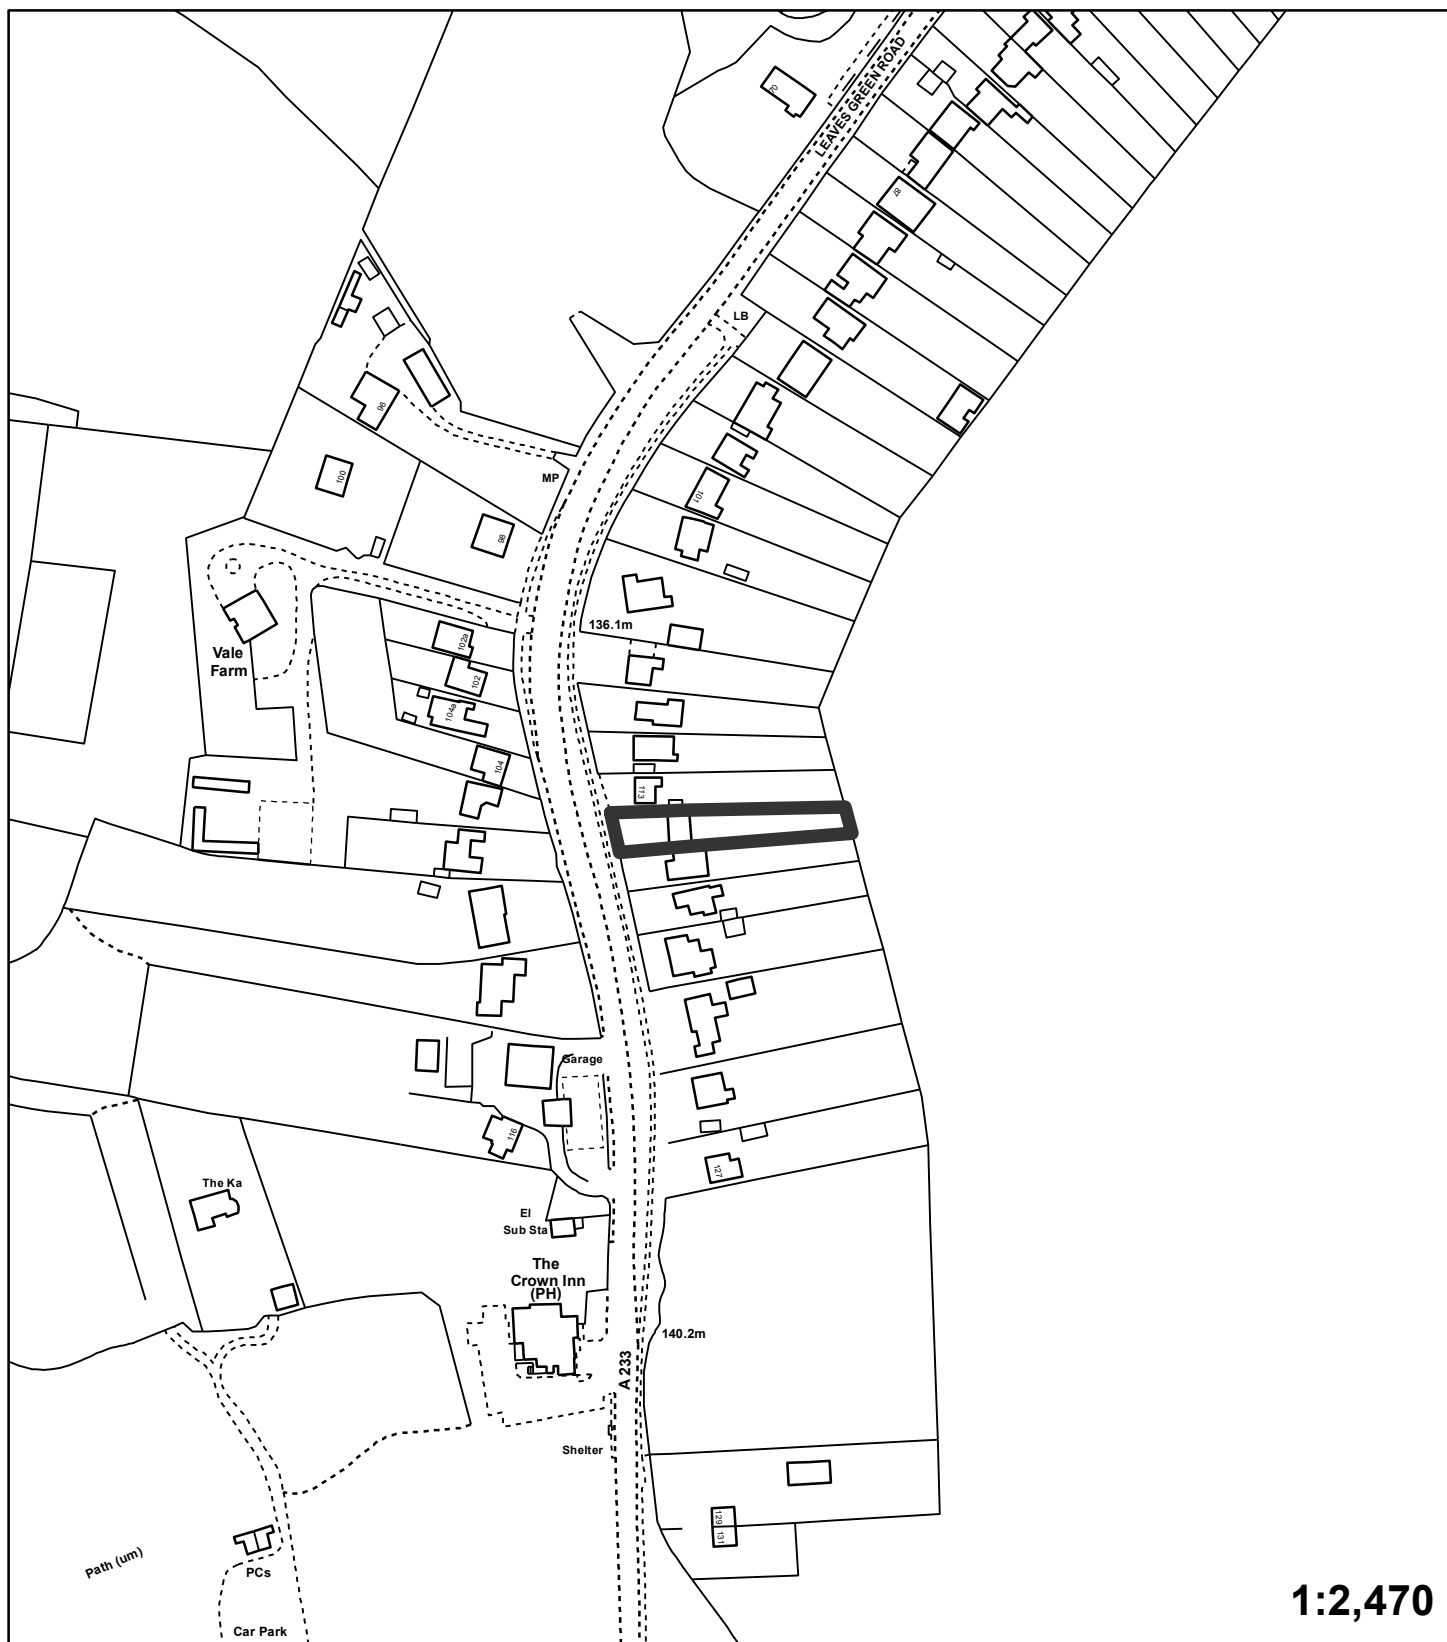 70
LEAVES GREEN ROAD
87
LB
96
100
MP
101
98
136.1m
Vale
Farm
102a
102
104a
104
113
Garage
116
127
The Ka
El
Sub Sta
The
Crown Inn
(PH)
140.2m
A 233
Shelter
129
131
Path (um)
PCs
Car Park
1:2,470